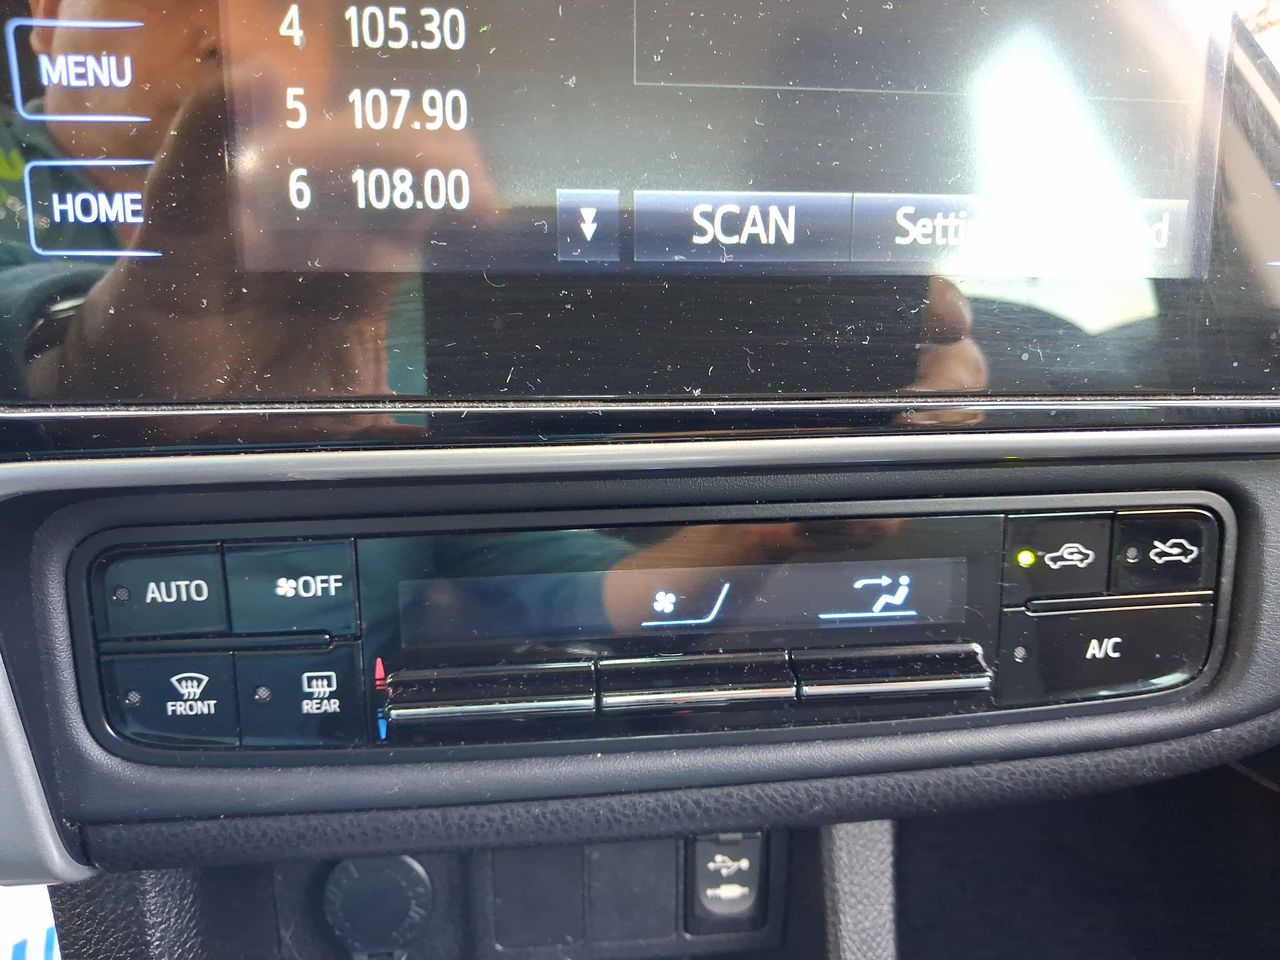 MENU
4 105.30
5 107.90
HOME
6 108.00
SCAN
AUTO
OFF
A/C
FRONT
REAR